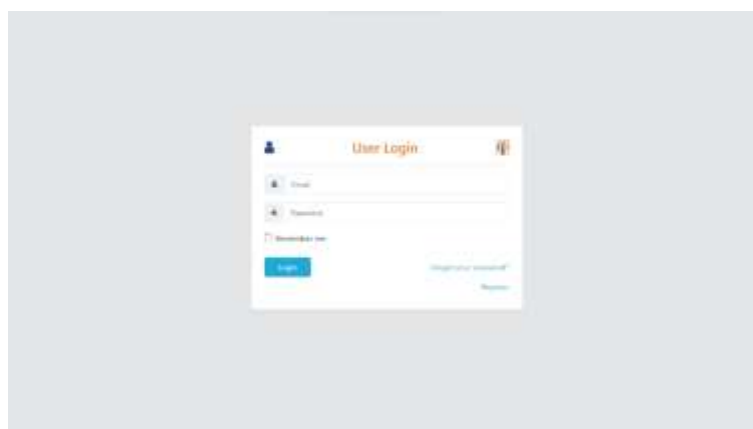 User Login
Email
Password
Remember me
Login
Forgot your password?
Register